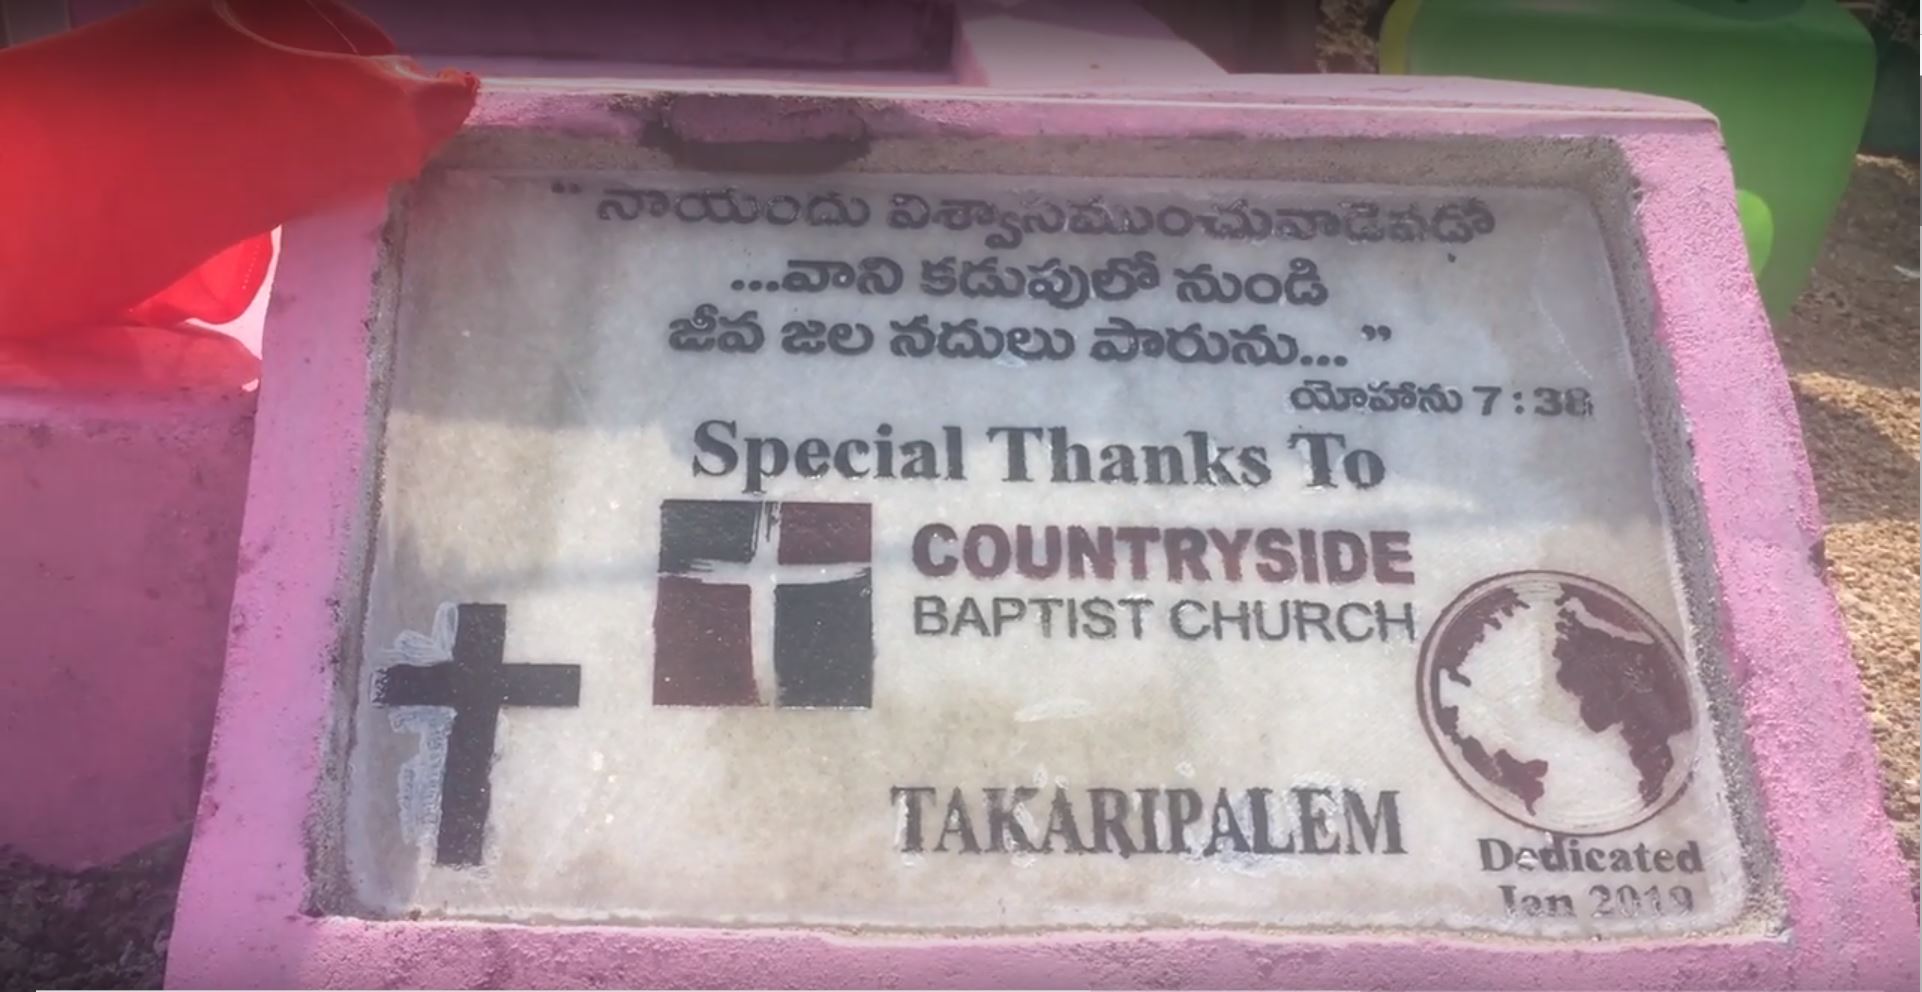 “ నాయందు విశ్వాసముంచువాడెవడో
...వాని కడుపులో నుండి
జీవ జల నదులు పారును... ”
యోహాను 7 : 38
Special Thanks To
COUNTRYSIDE
BAPTIST CHURCH
TAKARIPALEM
Dedicated
Jan 2019